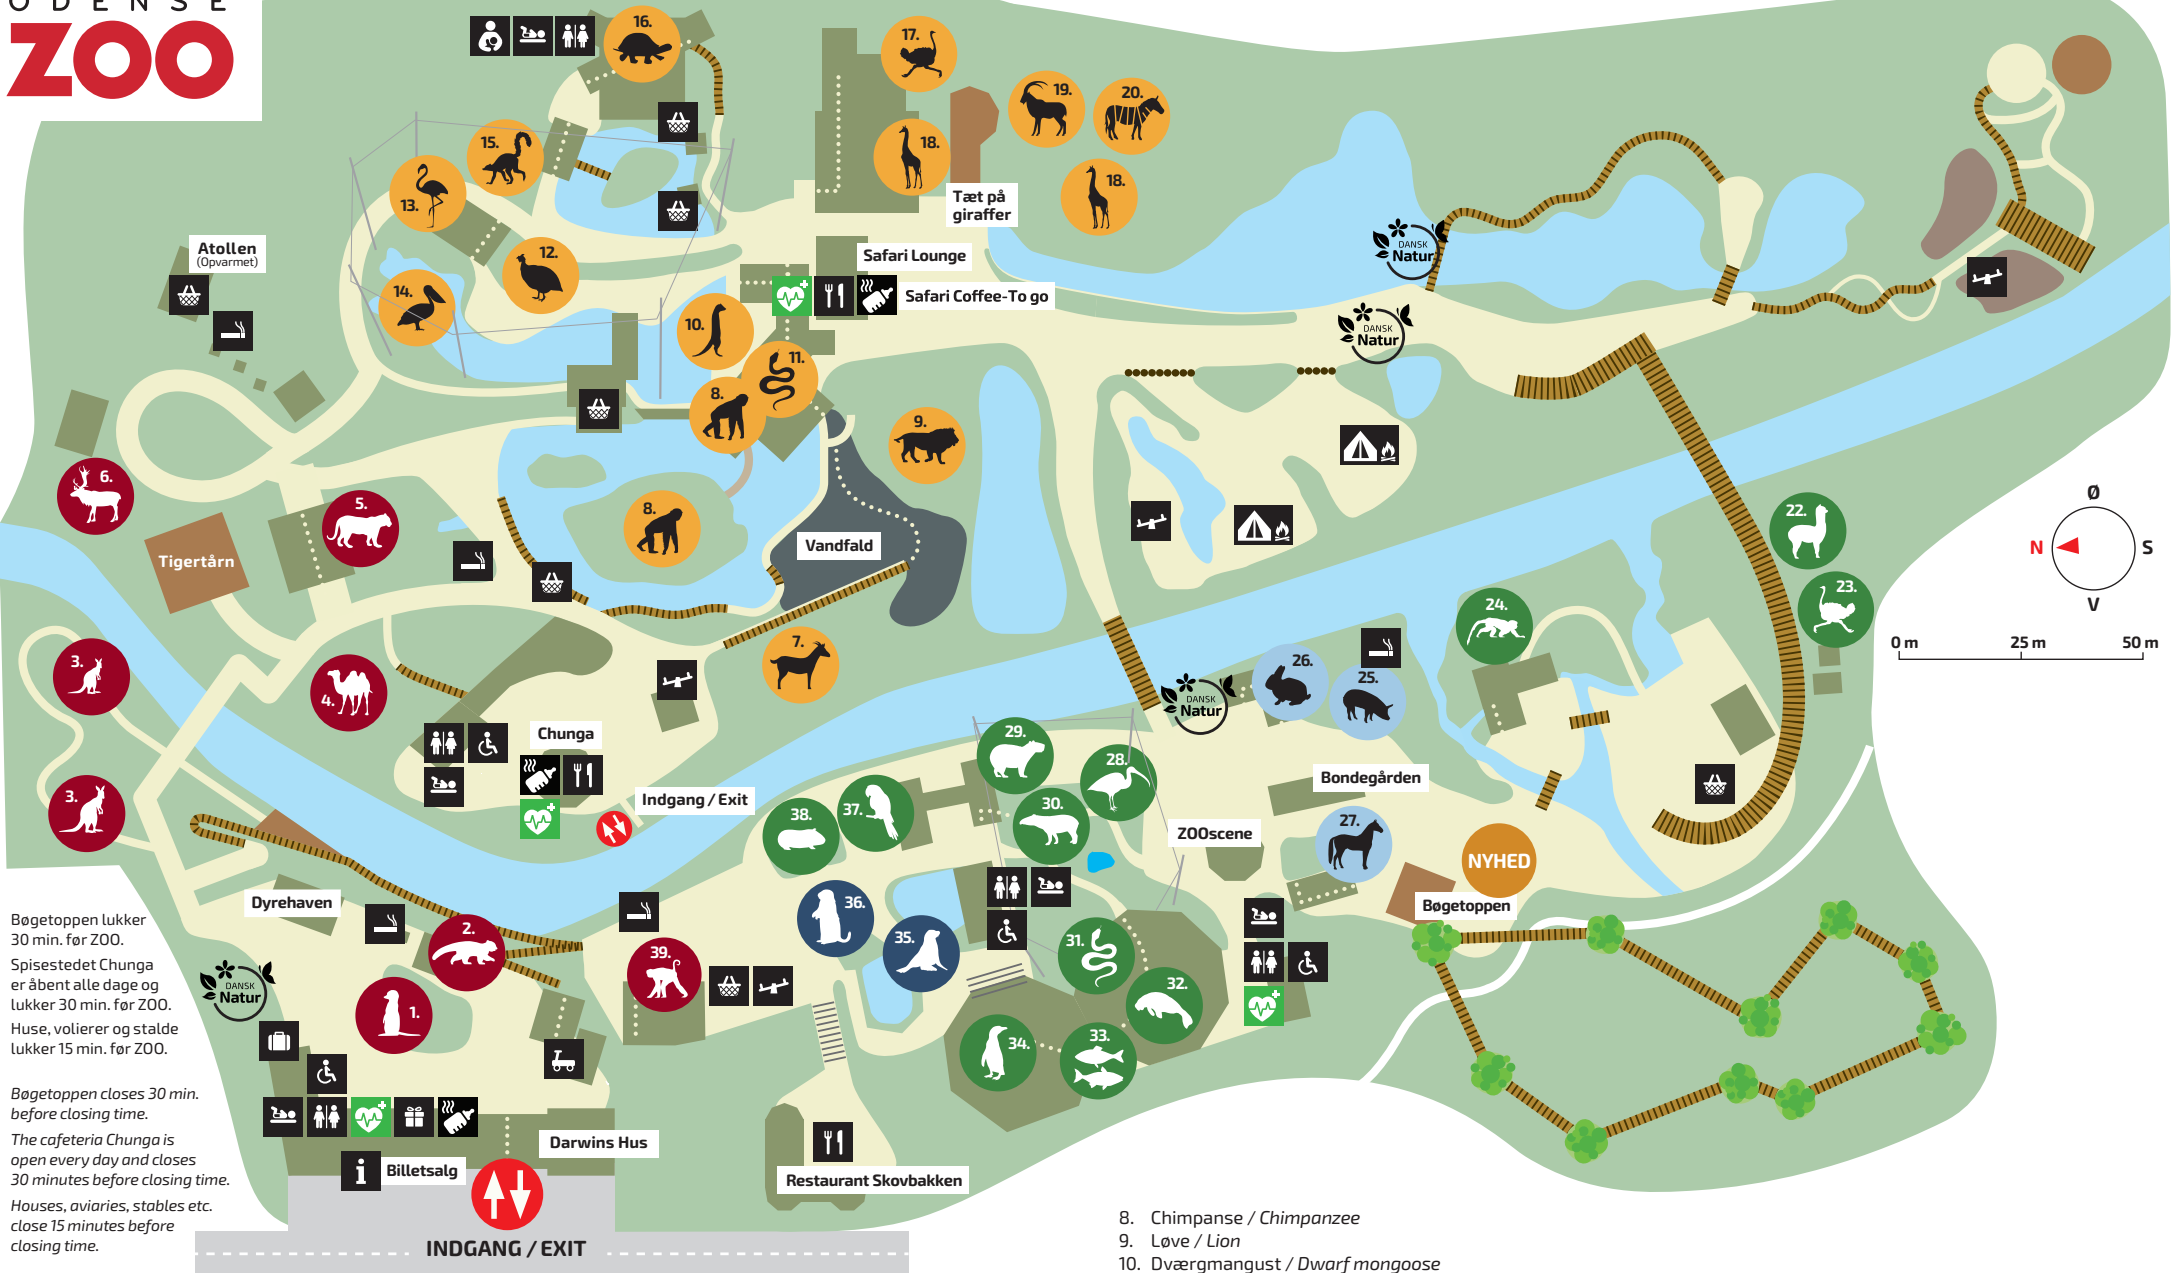 ODENSE
ZOO
16.
17.
19.
20.
15.
18.
13.
18.
Tæt på
giraffer
Atollen
(Opvarmet)
12.
14.
Safari Lounge
Safari Coffee-To go
DANSK
Natur
DANSK
Natur
10.
11.
8.
9.
6.
5.
8.
Vandfald
Tigertårn
Ø
N
S
V
0 m
25 m
50 m
22.
23.
24.
3.
4.
7.
26.
25.
DANSK
Natur
Chunga
Indgang / Exit
29.
28.
Bondegården
3.
38.
37.
30.
ZOOscene
27.
NYHED
Bøgetoppen
Dyrehaven
2.
36.
35.
31.
39.
32.
DANSK
Natur
1.
34.
33.
Bøgetoppen lukker
30 min. før ZOO.
Spisestedet Chunga
er åbent alle dage og
lukker 30 min. før ZOO.
Huse, volierer og stalde
lukker 15 min. før ZOO.
Bøgetoppen closes 30 min.
before closing time.
The cafeteria Chunga is
open every day and closes
30 minutes before closing time.
Houses, aviaries, stables etc.
close 15 minutes before
closing time.
i
Billetsalg
Darwins Hus
Restaurant Skovbakken
INDGANG / EXIT
8. Chimpanse / Chimpanzee
9. Løve / Lion
10. Dværgmangust / Dwarf mongoose